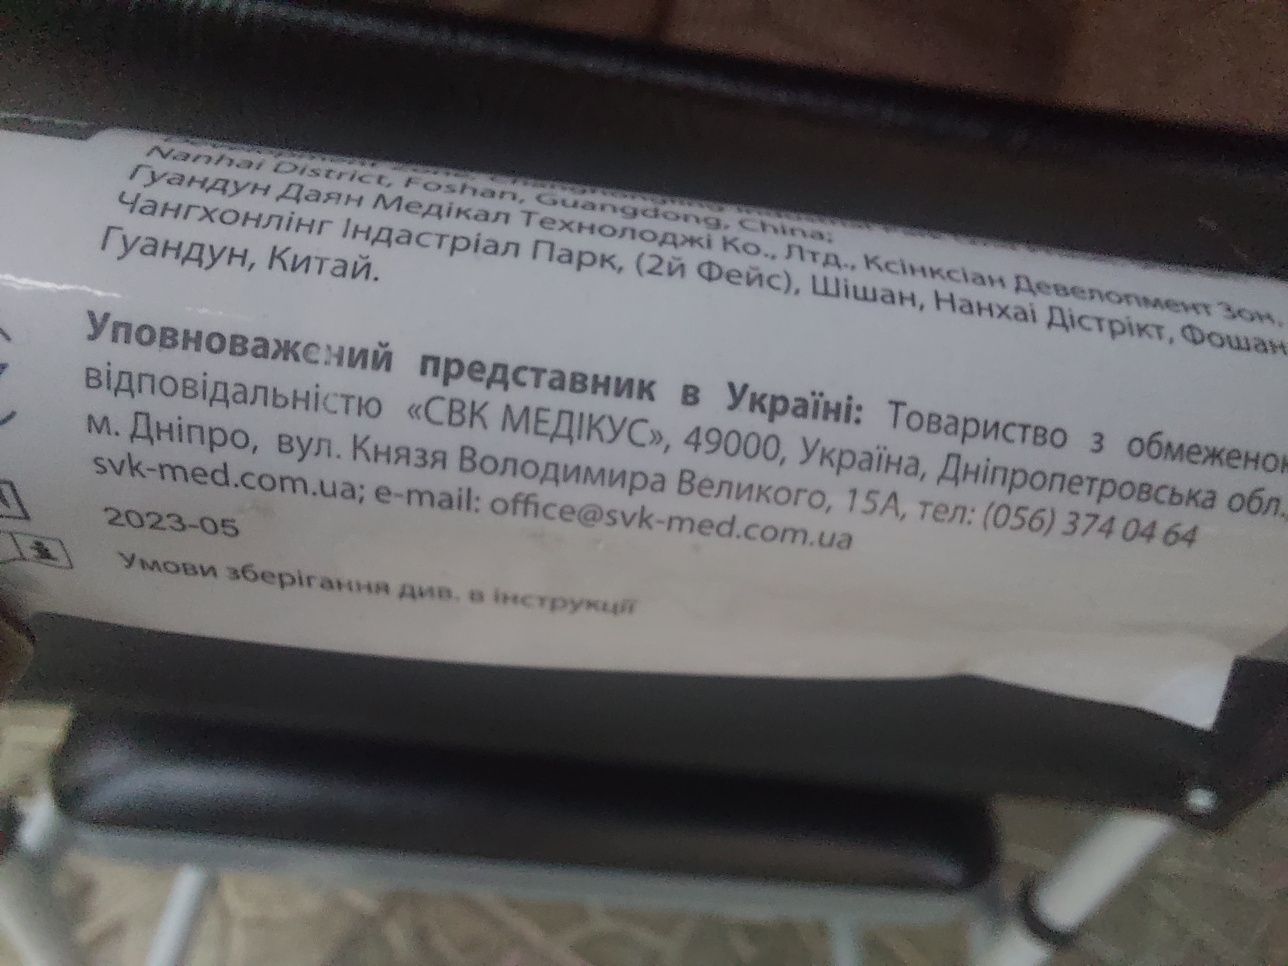 Nanhai District, Foshan, Guangdong, China;
Гуандун Даян Медікал Технолоджі Ко., Лтд., Ксінксіан Девелопмент Зон,
Чангхонлінг Індастріал Парк, (2й Фейс), Шішан, Нанхаі Дістрікт, Фошан
Гуандун, Китай.
Уповноважений представник в Україні: Товариство з обмеженою
відповідальністю «СВК МЕДІКУС», 49000, Україна, Дніпропетровська обл.,
м. Дніпро, вул. Князя Володимира Великого, 15А, тел: (056) 374 04 64
svk-med.com.ua; e-mail: office@svk-med.com.ua
2023-05
Умови зберігання див. в інструкції